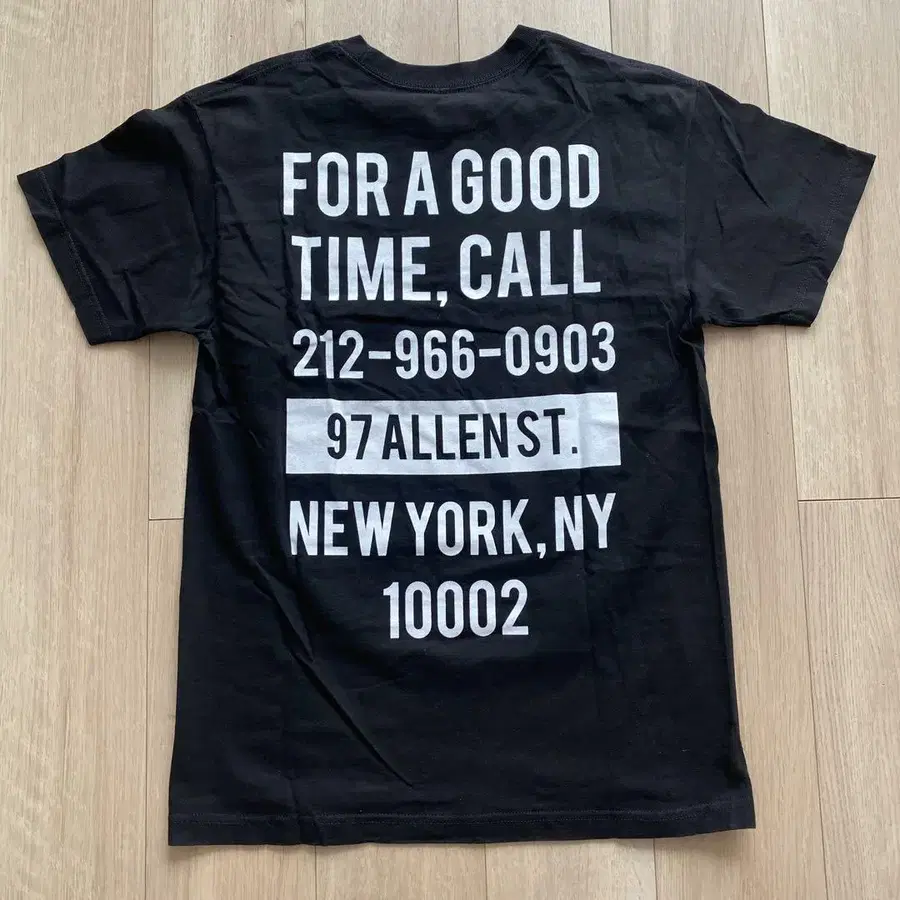 FOR A GOOD
TIME, CALL
212-966-0903
97 ALLEN ST.
NEW YORK, NY
10002